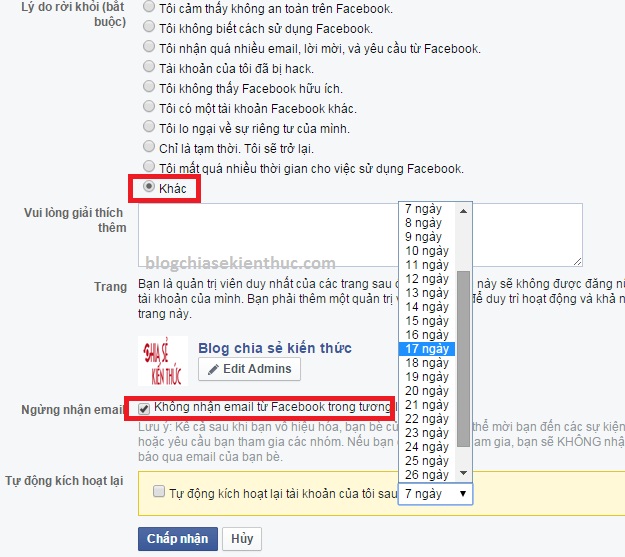 Lý do rời khỏi (bắt buộc)
Tôi cảm thấy không an toàn trên Facebook.
Tôi không biết cách sử dụng Facebook.
Tôi nhận quá nhiều email, lời mời, và yêu cầu từ Facebook.
Tài khoản của tôi đã bị hack.
Tôi không thấy Facebook hữu ích.
Tôi có một tài khoản Facebook khác.
Tôi lo ngại về sự riêng tư của mình.
Chỉ là tạm thời. Tôi sẽ trở lại.
Tôi mất quá nhiều thời gian cho việc sử dụng Facebook.
Khác
Vui lòng giải thích thêm
blogchiasekienthuc.com
7 ngày
8 ngày
9 ngày
10 ngày
11 ngày
12 ngày
13 ngày
14 ngày
15 ngày
16 ngày
17 ngày
18 ngày
19 ngày
20 ngày
21 ngày
22 ngày
23 ngày
24 ngày
25 ngày
26 ngày
Trang
Bạn là quản trị viên duy nhất của các trang sau này sẽ không được đăng
tài khoản của mình. Bạn phải thêm một quản trị để duy trì hoạt động và khả
trang này.
CHIA SẺ
KIẾN THỨC
Blog chia sẻ kiến thức
Edit Admins
Ngừng nhận email
Không nhận email từ Facebook trong tương
Lưu ý: Kể cả sau khi bạn vô hiệu hóa, bạn bè thể mời bạn đến các sự kiện
hoặc yêu cầu bạn tham gia các nhóm. Nếu bạn gia, bạn sẽ KHÔNG
báo qua email của bạn bè.
Tự động kích hoạt lại
Tự động kích hoạt lại tài khoản của tôi sau 7 ngày
Chấp nhận
Hủy